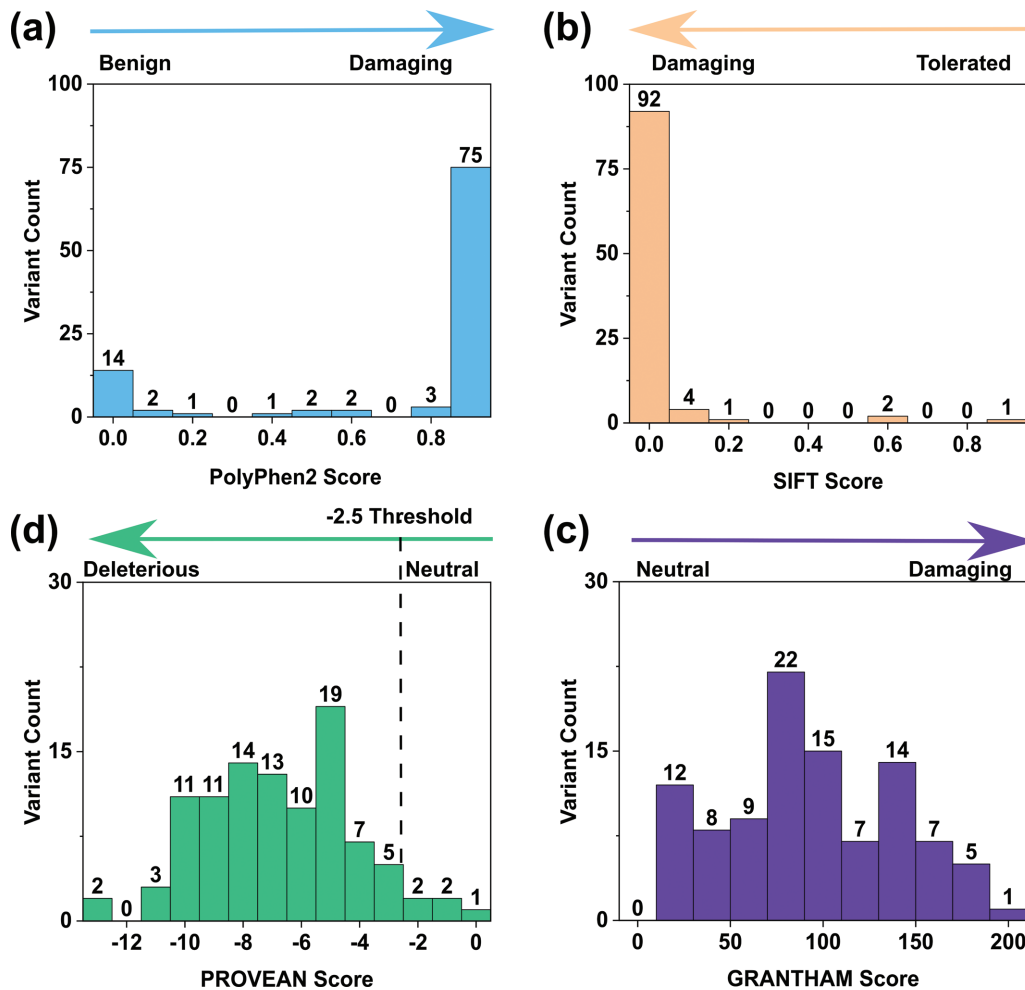 (a)
Benign Damaging
100
75
50
25
0
Variant Count
14 2 1 0 1 2 2 0 3 75
0.0 0.2 0.4 0.6 0.8
PolyPhen2 Score
(b)
Damaging Tolerated
100
75
50
25
0
Variant Count
92 4 1 0 0 0 2 0 0 1
0.0 0.2 0.4 0.6 0.8
SIFT Score
(d)
-2.5 Threshold
Deleterious Neutral
30
15
0
Variant Count
2 0 3 11 11 14 13 10 19 7 5 2 2 1
-12 -10 -8 -6 -4 -2 0
PROVEAN Score
(c)
Neutral Damaging
30
15
0
Variant Count
0 12 8 9 22 15 7 14 7 5 1
0 50 100 150 200
GRANTHAM Score